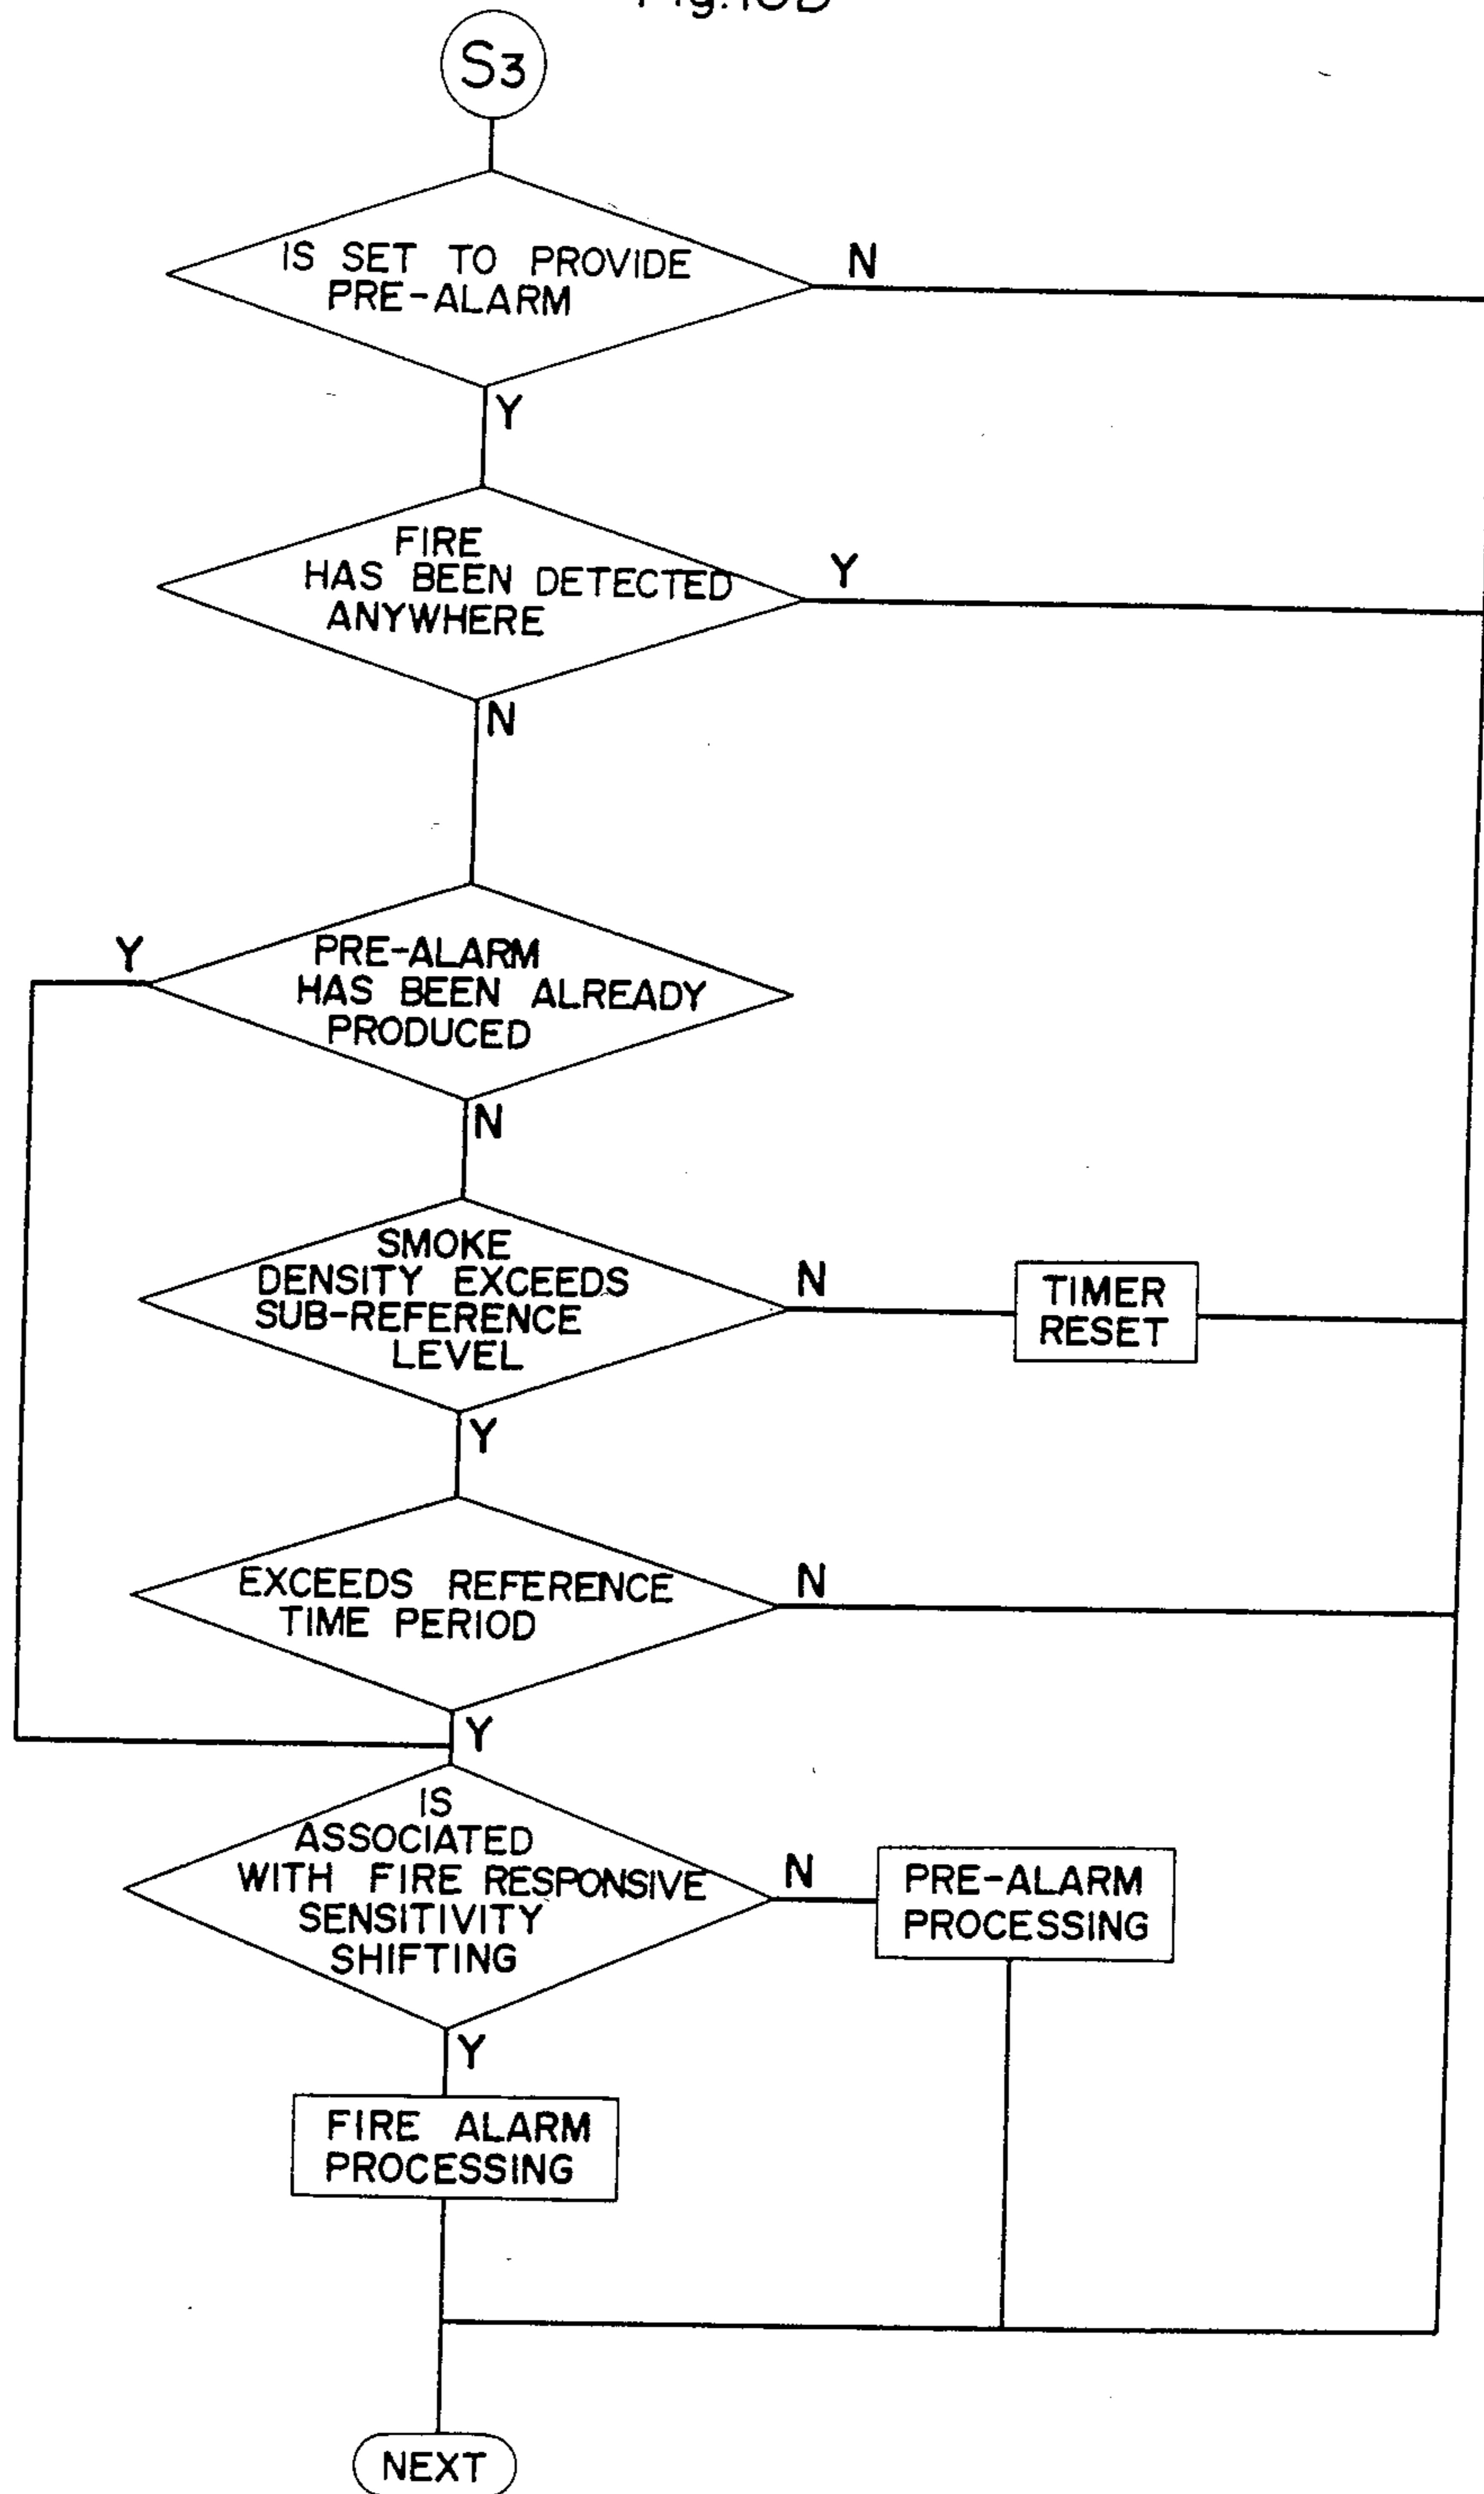 S3
IS SET TO PROVIDE
PRE-ALARM
N
Y
FIRE
HAS BEEN DETECTED
ANYWHERE
Y
N
PRE-ALARM
HAS BEEN ALREADY
PRODUCED
Y
N
SMOKE
DENSITY EXCEEDS
SUB-REFERENCE
LEVEL
N
TIMER
RESET
Y
EXCEEDS REFERENCE
TIME PERIOD
N
Y
IS
ASSOCIATED
WITH FIRE RESPONSIVE
SENSITIVITY
SHIFTING
N
PRE-ALARM
PROCESSING
Y
FIRE ALARM
PROCESSING
NEXT